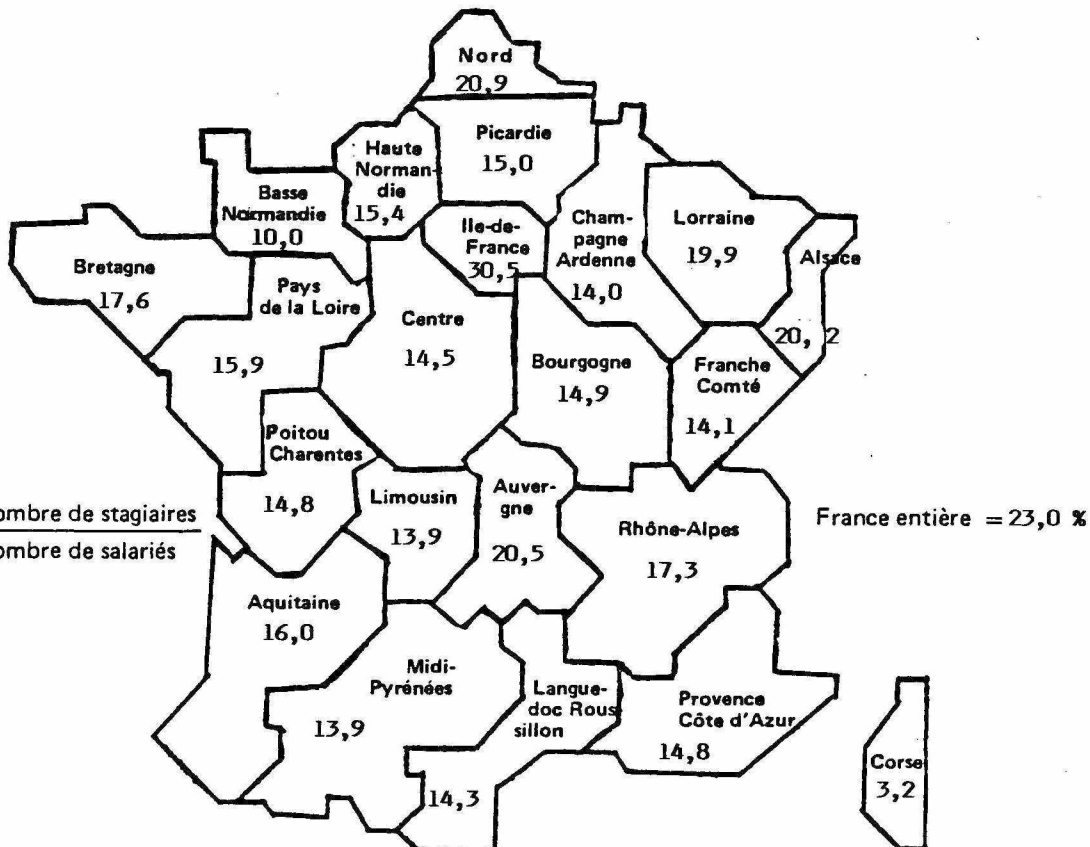 Nord
20,9
Picardie
15,0
Haute
Norman-
die
15,4
Basse
Normandie
10,0
Ile-de-
France
30,5
Cham-
pagne
Ardenne
14,0
Lorraine
19,9
Alsace
20, 2
Bretagne
17,6
Pays
de la Loire
15,9
Centre
14,5
Bourgogne
14,9
Franche
Comté
14,1
Poitou
Charentes
14,8
Limousin
13,9
Auver-
gne
20,5
Rhône-Alpes
17,3
ombre de stagiaires
ombre de salariés
France entière = 23,0 %
Aquitaine
16,0
Midi-
Pyrénées
13,9
Langue-
doc Rous
sillon
14,3
Provence
Côte d'Azur
14,8
Corse
3,2